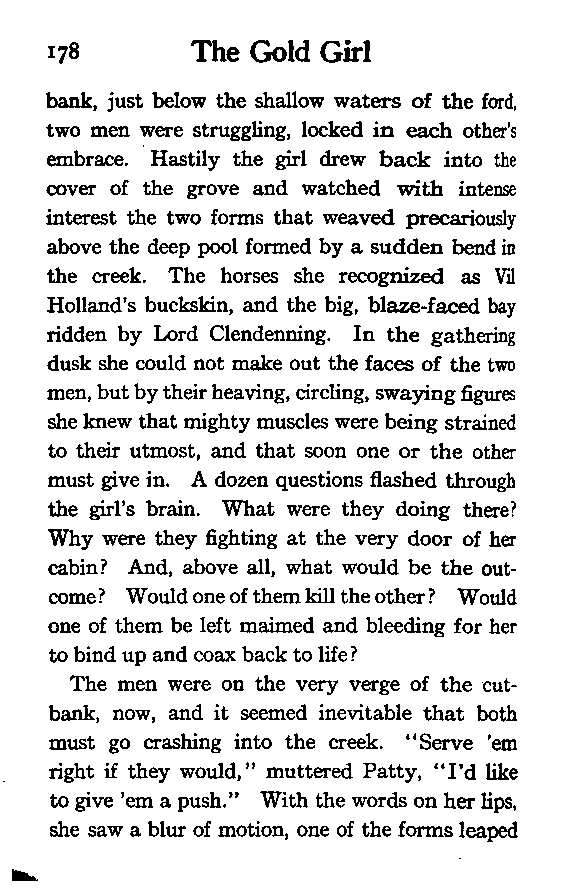 178 The Gold Girl
bank, just below the shallow waters of the ford,
two men were struggling, locked in each other's
embrace. Hastily the girl drew back into the
cover of the grove and watched with intense
interest the two forms that weaved precariously
above the deep pool formed by a sudden bend in
the creek. The horses she recognized as Vil
Holland's buckskin, and the big, blaze-faced bay
ridden by Lord Clendenning. In the gathering
dusk she could not make out the faces of the two
men, but by their heaving, circling, swaying figures
she knew that mighty muscles were being strained
to their utmost, and that soon one or the other
must give in. A dozen questions flashed through
the girl's brain. What were they doing there?
Why were they fighting at the very door of her
cabin? And, above all, what would be the out-
come? Would one of them kill the other? Would
one of them be left maimed and bleeding for her
to bind up and coax back to life?
The men were on the very verge of the cut-
bank, now, and it seemed inevitable that both
must go crashing into the creek. "Serve 'em
right if they would," muttered Patty, "I'd like
to give 'em a push." With the words on her lips,
she saw a blur of motion, one of the forms leaped